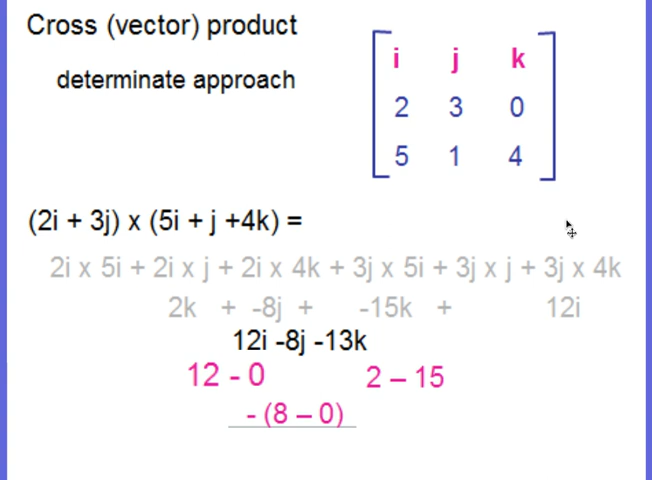 Cross (vector) product
determinate approach
i j k
2 3 0
5 1 4
(2i + 3j) x (5i + j +4k) =
2i x 5i + 2i x j + 2i x 4k + 3j x 5i + 3j x j + 3j x 4k
2k + -8j + -15k + 12i
12i -8j -13k
12 - 0 2 – 15
- (8 – 0)